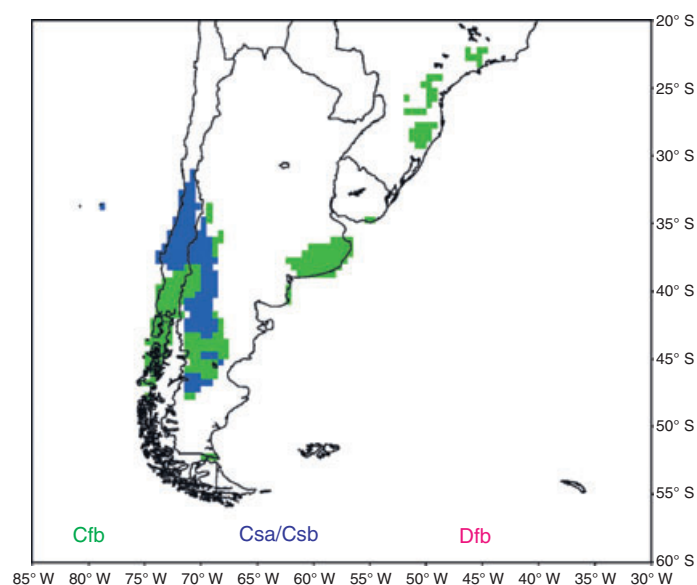 20° S
25° S
30° S
35° S
40° S
45° S
50° S
55° S
Cfb Csa/Csb Dfb
60° S
85° W 80° W 75° W 70° W 65° W 60° W 55° W 50° W 45° W 40° W 35° W 30° W